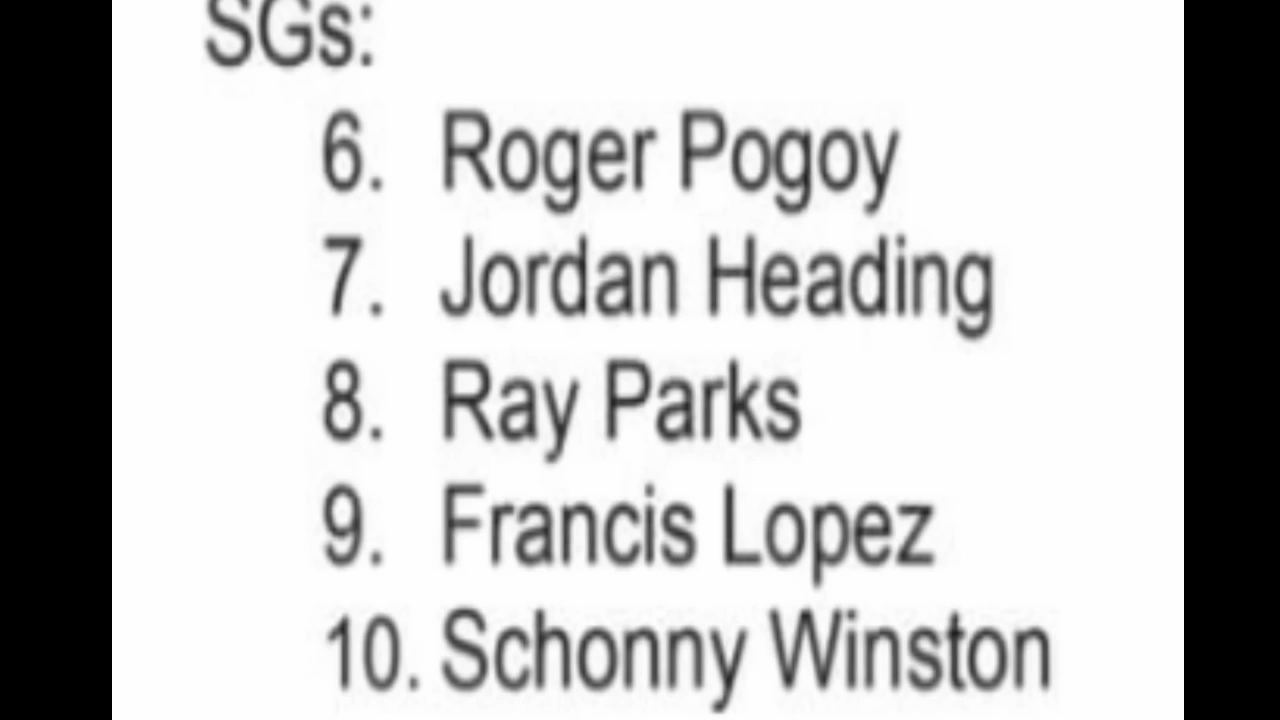 SGs:
6. Roger Pogoy
7. Jordan Heading
8. Ray Parks
9. Francis Lopez
10. Schonny Winston